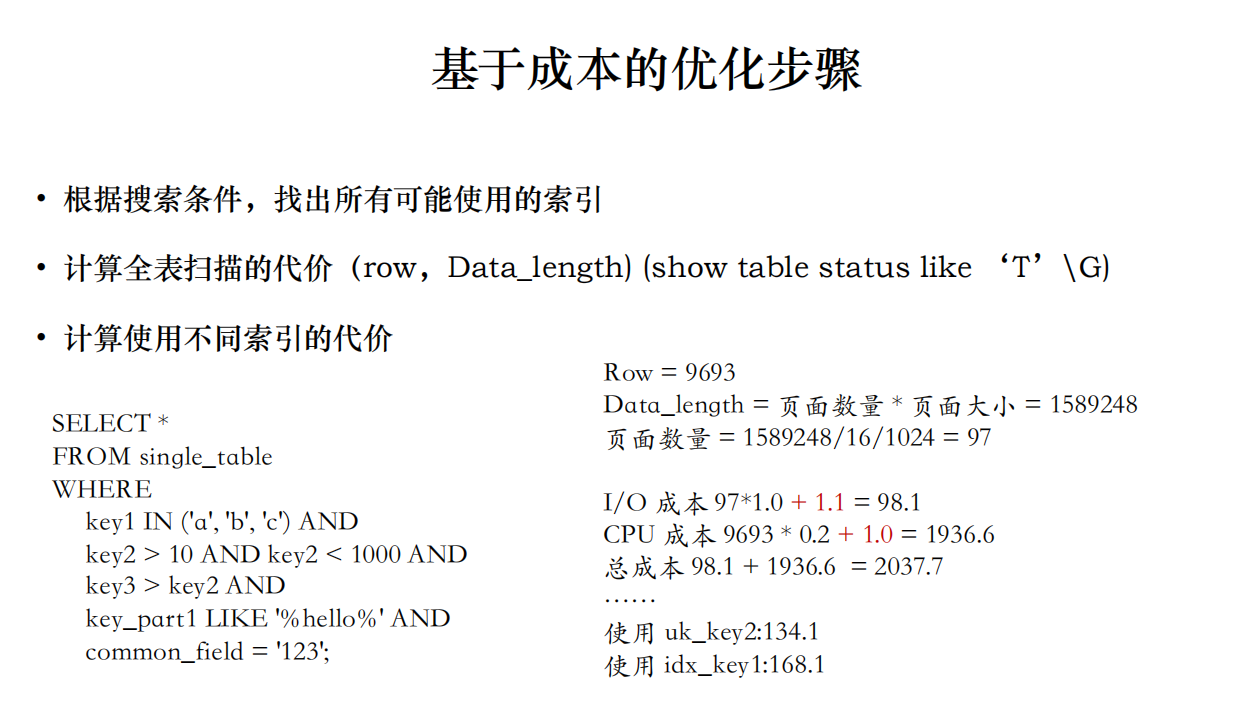 基于成本的优化步骤
• 根据搜索条件，找出所有可能使用的索引
• 计算全表扫描的代价（row，Data_length) (show table status like ‘T’\G)
• 计算使用不同索引的代价
SELECT *
FROM single_table
WHERE
key1 IN ('a', 'b', 'c') AND
key2 > 10 AND key2 < 1000 AND
key3 > key2 AND
key_part1 LIKE '%hello%' AND
common_field = '123';
Row = 9693
Data_length = 页面数量 * 页面大小 = 1589248
页面数量 = 1589248/16/1024 = 97
I/O 成本 97*1.0 + 1.1 = 98.1
CPU 成本 9693 * 0.2 + 1.0 = 1936.6
总成本 98.1 + 1936.6 = 2037.7
……
使用 uk_key2:134.1
使用 idx_key1:168.1